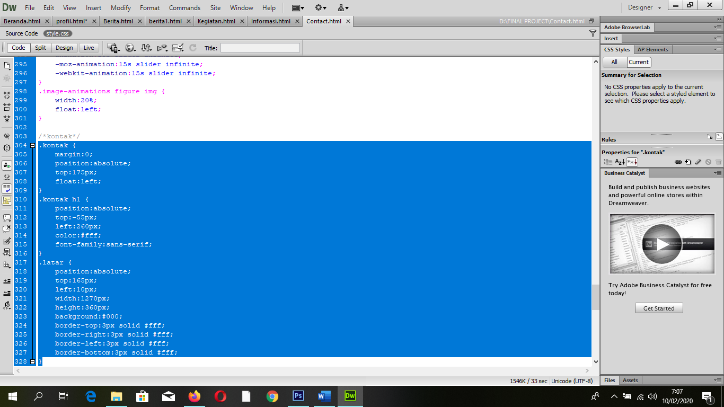 Dw File Edit View Insert Modify Format Commands Site Window Help Designer
Beranda.html × profil.html* × Berita.html × berita1.html × Kegiatan.html × informasi.html × Contact.html × D:\FINAL PROJECT\Contact.html
Source Code style.css
Code Split Design Live Title:
295 -moz-animation:15s slider infinite;
296 -webkit-animation:15s slider infinite;
297 }
298 .image-animations figure img {
299 width:20%;
300 float:left;
301 }
302
303 /*kontak*/
304 .kontak {
305 margin:0;
306 position:absolute;
307 top:175px;
308 float:left;
309 }
310 .kontak h1 {
311 position:absolute;
312 top:-55px;
313 left:260px;
314 color:#fff;
315 font-family:sans-serif;
316 }
317 .latar {
318 position:absolute;
319 top:165px;
320 left:10px;
321 width:1270px;
322 height:360px;
323 background:#000;
324 border-top:3px solid #fff;
325 border-right:3px solid #fff;
326 border-left:3px solid #fff;
327 border-bottom:3px solid #fff;
328 }
1546K / 33 sec Unicode (UTF-8)
Adobe BrowserLab
Insert
CSS Styles AP Elements
All Current
Summary for Selection
No CSS properties apply to the current
selection. Please select a styled element to
see which CSS properties apply.
Rules
Properties for ".kontak"
Business Catalyst
Build and publish business websites
and powerful online stores within
Dreamweaver.
Try Adobe Business Catalyst for free
today!
Get Started
Files Assets
7:07
10/02/2020